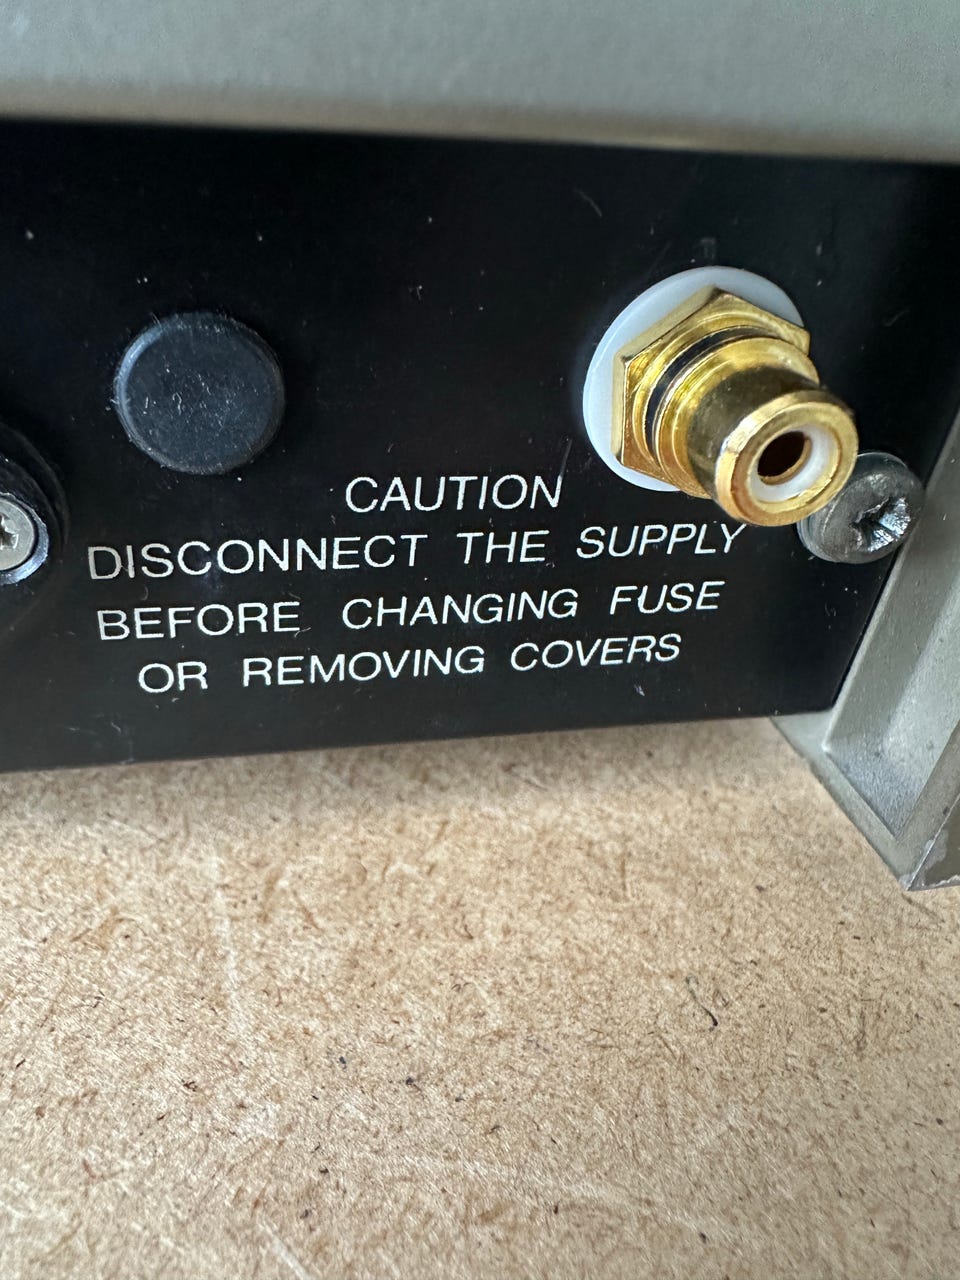 CAUTION
DISCONNECT THE SUPPLY
BEFORE CHANGING FUSE
OR REMOVING COVERS